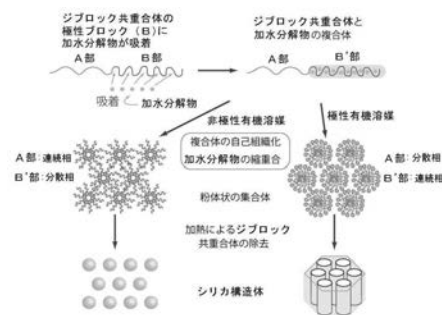 ジブロック共重合体の
極性ブロック（B）に
加水分解物が吸着
A部
B部
吸着
加水分解物
ジブロック共重合体と
加水分解物の複合体
A部
B'部
非極性有機溶媒
極性有機溶媒
複合体の自己組織化
加水分解物の縮重合
A部：連続相
B'部：分散相
A部：分散相
B'部：連続相
粉体状の集合体
加熱によるジブロック
共重合体の除去
シリカ構造体